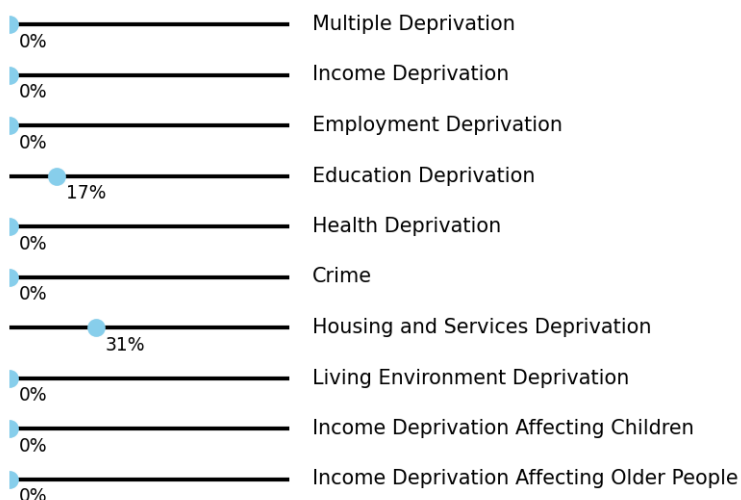 Multiple Deprivation
0%
Income Deprivation
0%
Employment Deprivation
0%
Education Deprivation
17%
Health Deprivation
0%
Crime
0%
Housing and Services Deprivation
31%
Living Environment Deprivation
0%
Income Deprivation Affecting Children
0%
Income Deprivation Affecting Older People
0%